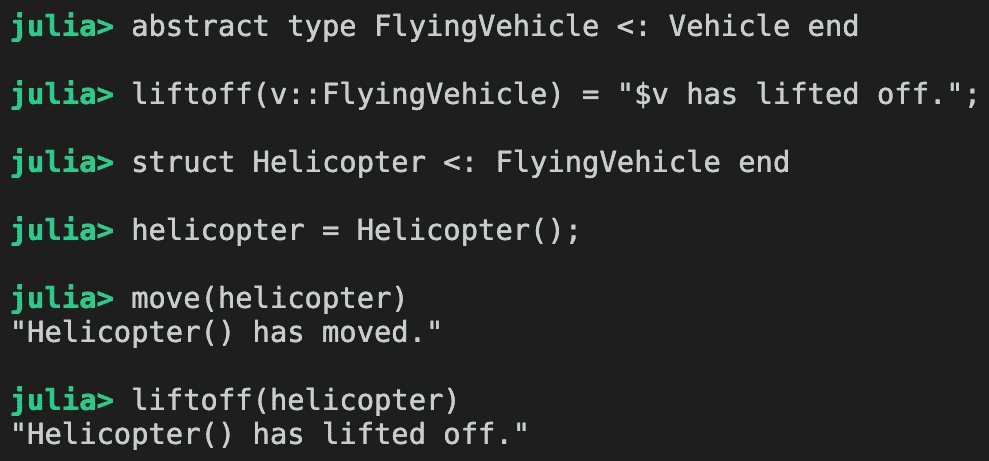 julia> abstract type FlyingVehicle <: Vehicle end
julia> liftoff(v::FlyingVehicle) = "$v has lifted off.";
julia> struct Helicopter <: FlyingVehicle end
julia> helicopter = Helicopter();
julia> move(helicopter)
"Helicopter() has moved."
julia> liftoff(helicopter)
"Helicopter() has lifted off."